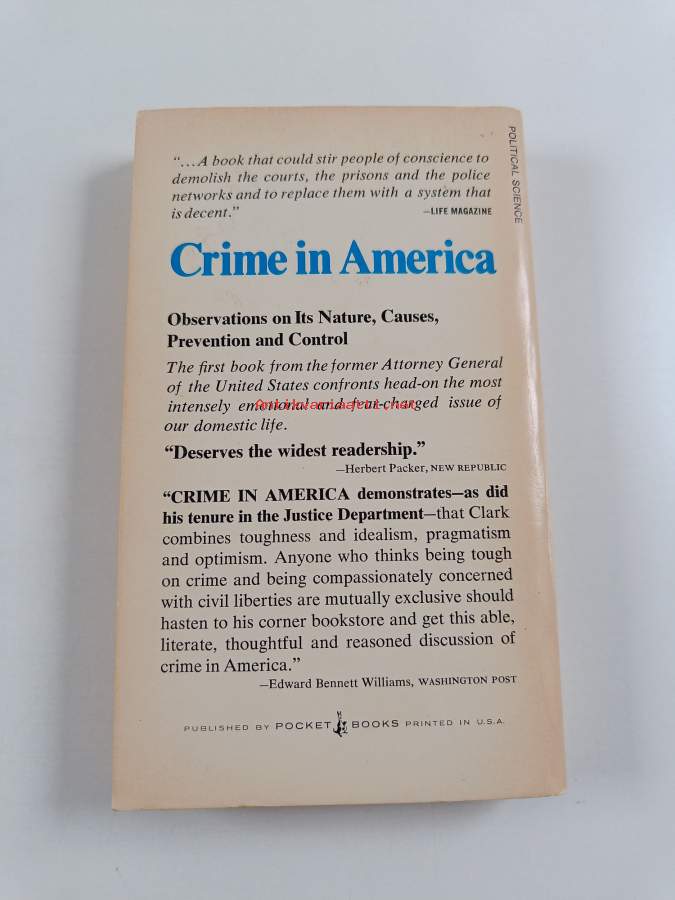 POLITICAL SCIENCE
“...A book that could stir people of conscience to
demolish the courts, the prisons and the police
networks and to replace them with a system that
is decent.”
—LIFE MAGAZINE
Crime in America
Observations on Its Nature, Causes,
Prevention and Control
The first book from the former Attorney General
of the United States confronts head-on the most
intensely emotional and fear-charged issue of
our domestic life.
Antikvariaatti.net
“Deserves the widest readership.”
—Herbert Packer, NEW REPUBLIC
“CRIME IN AMERICA demonstrates—as did
his tenure in the Justice Department—that Clark
combines toughness and idealism, pragmatism
and optimism. Anyone who thinks being tough
on crime and being compassionately concerned
with civil liberties are mutually exclusive should
hasten to his corner bookstore and get this able,
literate, thoughtful and reasoned discussion of
crime in America.”
—Edward Bennett Williams, WASHINGTON POST
PUBLISHED BY POCKET BOOKS PRINTED IN U.S.A.